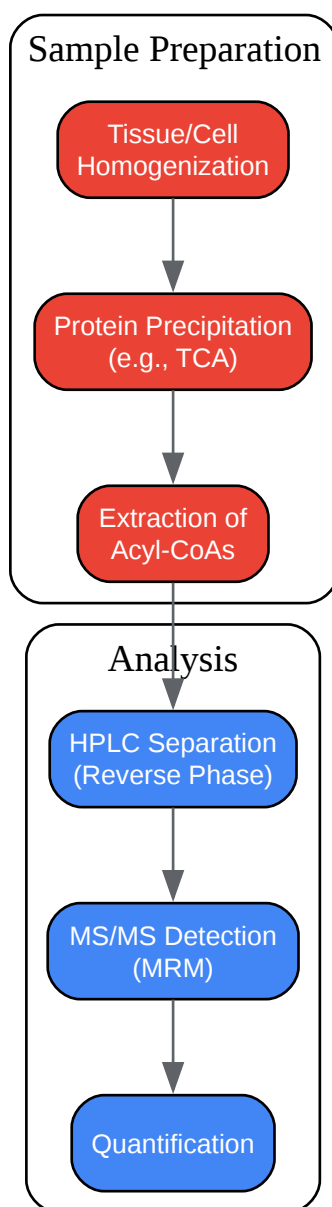 Sample Preparation
Tissue/Cell
Homogenization
Protein Precipitation
(e.g., TCA)
Extraction of
Acyl-CoAs
Analysis
HPLC Separation
(Reverse Phase)
MS/MS Detection
(MRM)
Quantification